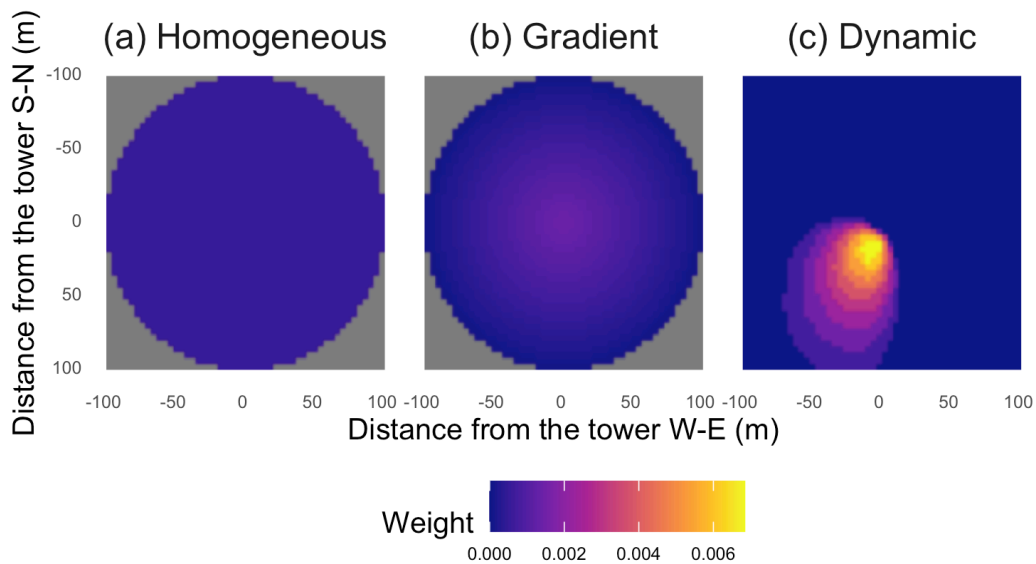 (a) Homogeneous (b) Gradient (c) Dynamic
Distance from the tower S-N (m)
-100
-50
0
50
100
-100 -50 0 50 100 -100 -50 0 50 100 -100 -50 0 50 100
Distance from the tower W-E (m)
Weight
0.000 0.002 0.004 0.006